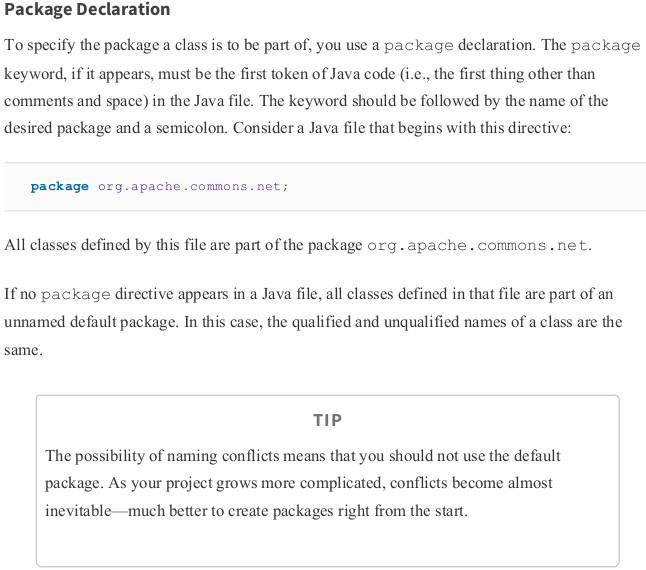 Package Declaration
To specify the package a class is to be part of, you use a package declaration. The package
keyword, if it appears, must be the first token of Java code (i.e., the first thing other than
comments and space) in the Java file. The keyword should be followed by the name of the
desired package and a semicolon. Consider a Java file that begins with this directive:
package org.apache.commons.net;
All classes defined by this file are part of the package org.apache.commons.net.
If no package directive appears in a Java file, all classes defined in that file are part of an
unnamed default package. In this case, the qualified and unqualified names of a class are the
same.
TIP
The possibility of naming conflicts means that you should not use the default
package. As your project grows more complicated, conflicts become almost
inevitable—much better to create packages right from the start.